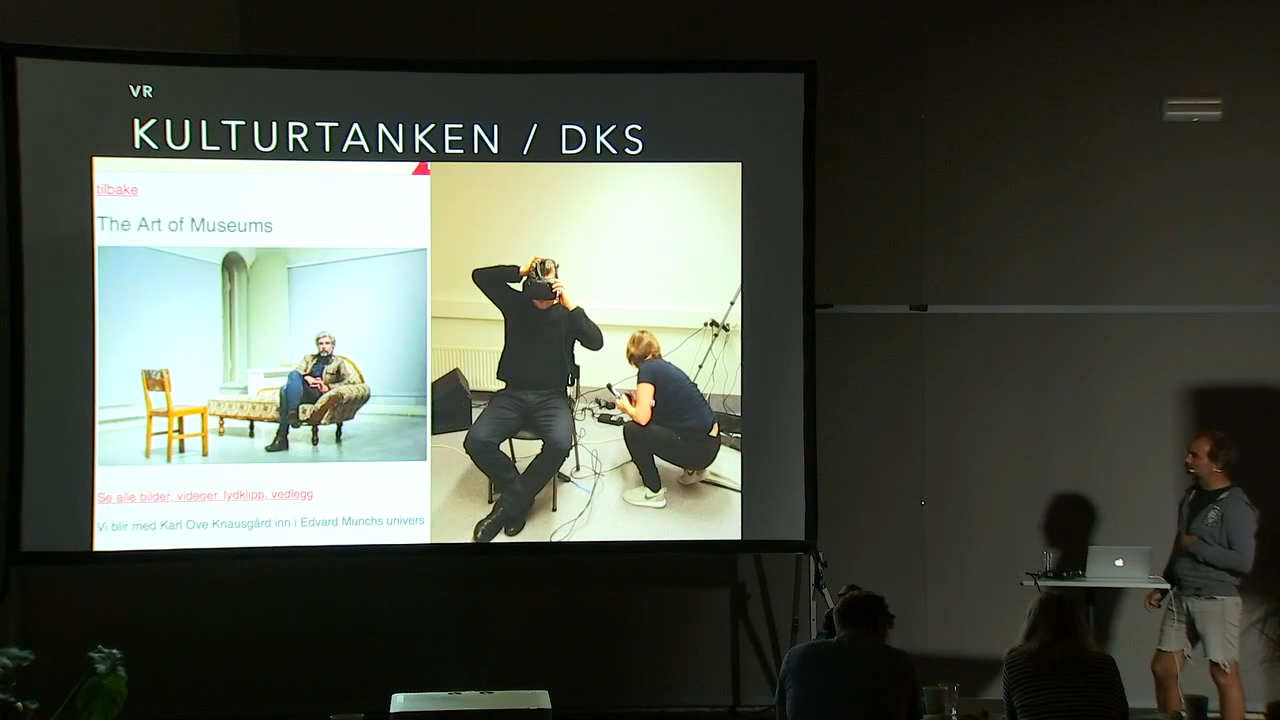 VR
KULTURTANKEN / DKS
tilbake
The Art of Museums
Se alle bilder, videoer, lydklipp, vedlegg
Vi blir med Karl Ove Knausgård inn i Edvard Munchs univers.